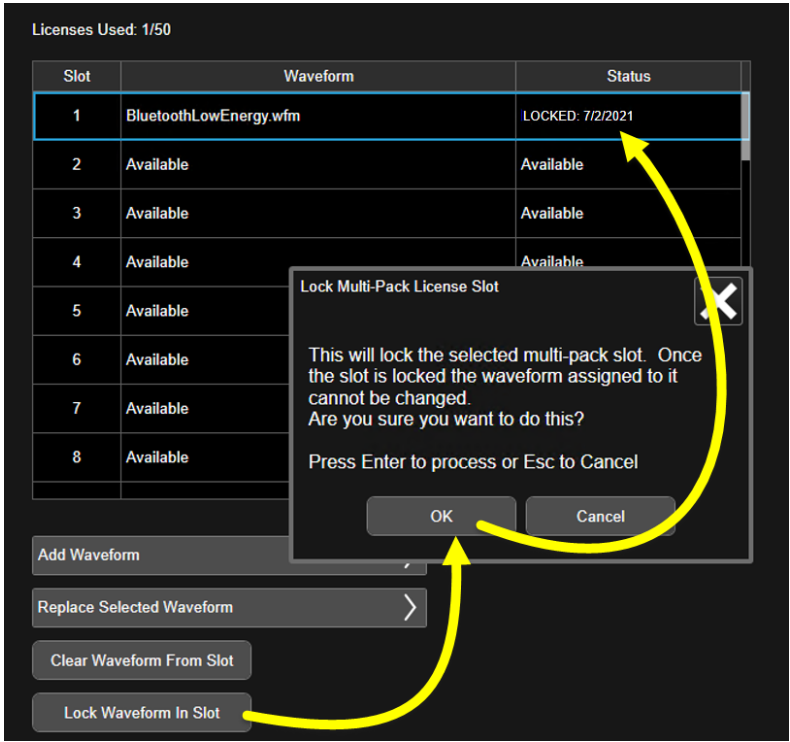 Licenses Used: 1/50
Slot Waveform Status
1 BluetoothLowEnergy.wfm LOCKED: 7/2/2021
2 Available Available
3 Available Available
4 Available Available
5 Available
6 Available
7 Available
8 Available
Lock Multi-Pack License Slot
This will lock the selected multi-pack slot. Once
the slot is locked the waveform assigned to it
cannot be changed.
Are you sure you want to do this?
Press Enter to process or Esc to Cancel
OK Cancel
Add Waveform
Replace Selected Waveform
Clear Waveform From Slot
Lock Waveform In Slot